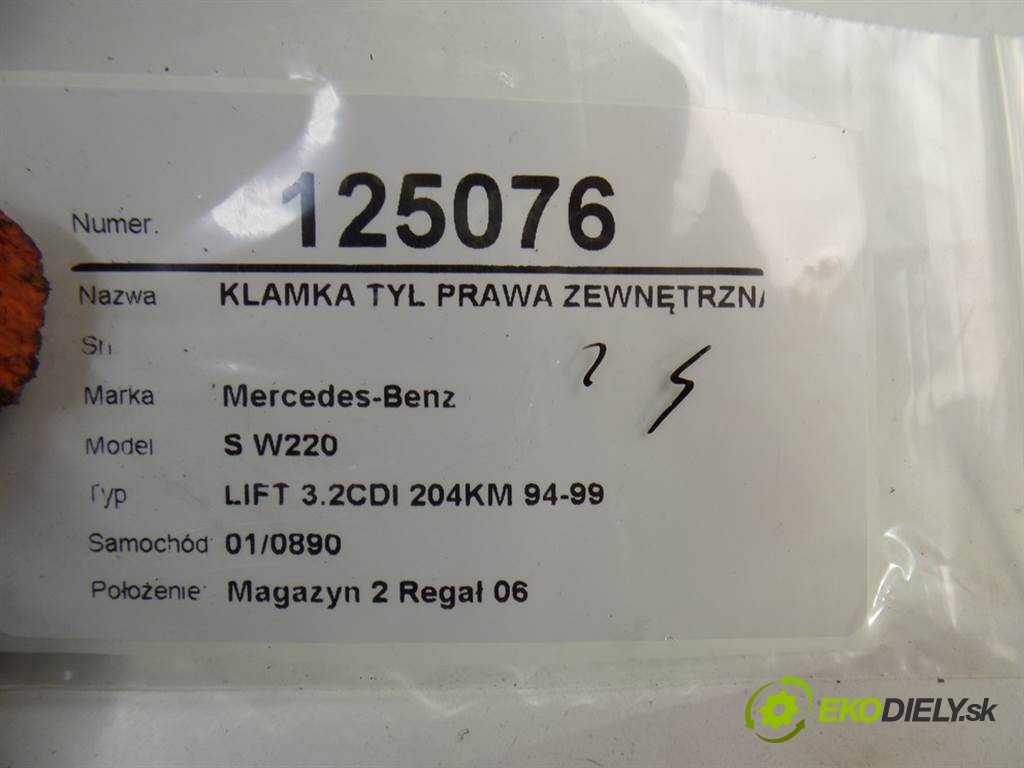 Numer. 125076
Nazwa KLAMKA TYŁ PRAWA ZEWNĘTRZNA
Marka Mercedes-Benz
Model S W220
Typ LIFT 3.2CDI 204KM 94-99
Samochód 01/0890
Położenie Magazyn 2 Regał 06
EKODIELY.sk